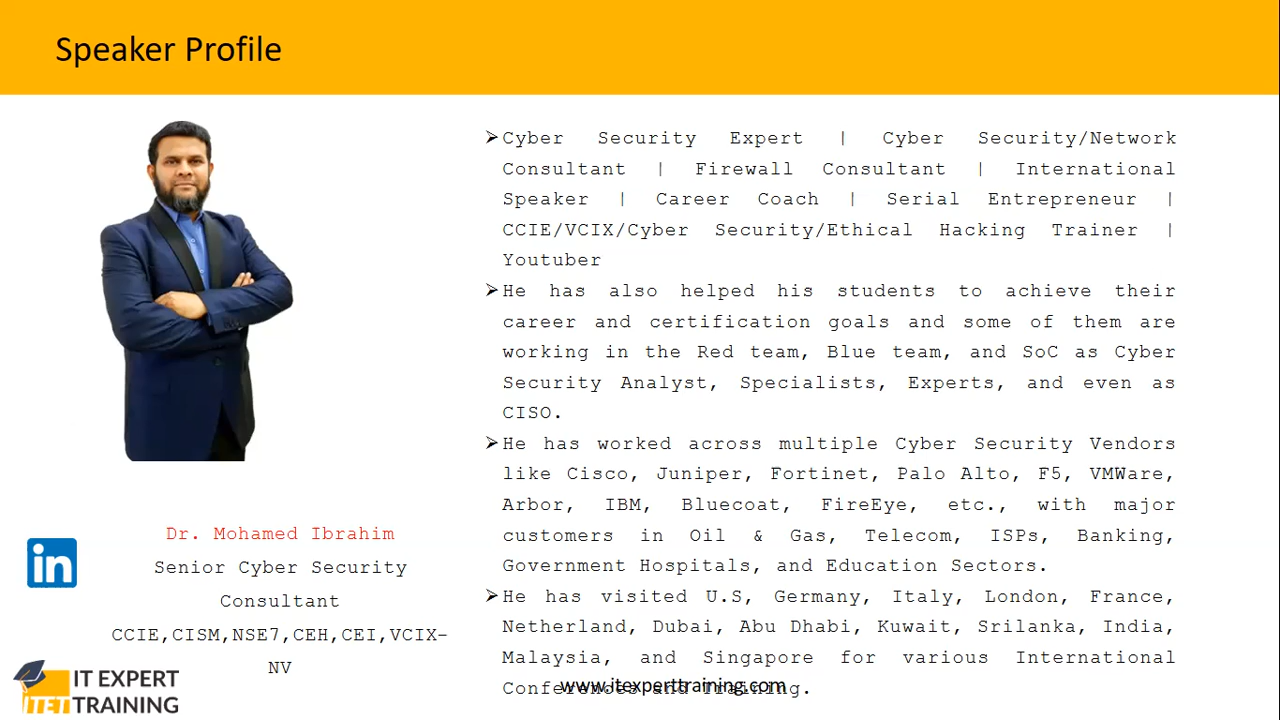 Speaker Profile
➢Cyber Security Expert | Cyber Security/Network
Consultant | Firewall Consultant | International
Speaker | Career Coach | Serial Entrepreneur |
CCIE/VCIX/Cyber Security/Ethical Hacking Trainer |
Youtuber
➢He has also helped his students to achieve their
career and certification goals and some of them are
working in the Red team, Blue team, and SoC as Cyber
Security Analyst, Specialists, Experts, and even as
CISO.
➢He has worked across multiple Cyber Security Vendors
like Cisco, Juniper, Fortinet, Palo Alto, F5, VMWare,
Arbor, IBM, Bluecoat, FireEye, etc., with major
customers in Oil & Gas, Telecom, ISPs, Banking,
Government Hospitals, and Education Sectors.
➢He has visited U.S, Germany, Italy, London, France,
Netherland, Dubai, Abu Dhabi, Kuwait, Srilanka, India,
Malaysia, and Singapore for various International
Conferences and Training.
www.itexperttraining.com
Dr. Mohamed Ibrahim
Senior Cyber Security
Consultant
CCIE,CISM,NSE7,CEH,CEI,VCIX-
NV
in
IT EXPERT
ITET TRAINING